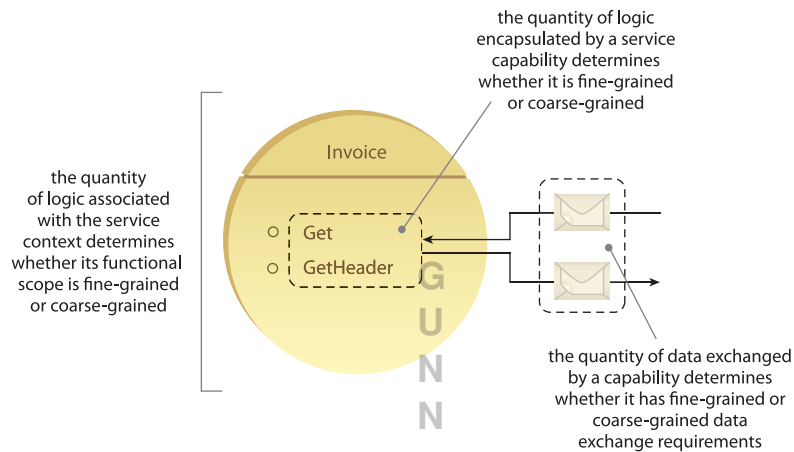 the quantity of logic
encapsulated by a service
capability determines
whether it is fine-grained
or coarse-grained
the quantity
of logic associated
with the service
context determines
whether its functional
scope is fine-grained
or coarse-grained
Invoice
Get
GetHeader
the quantity of data exchanged
by a capability determines
whether it has fine-grained or
coarse-grained data
exchange requirements
G
U
N
N